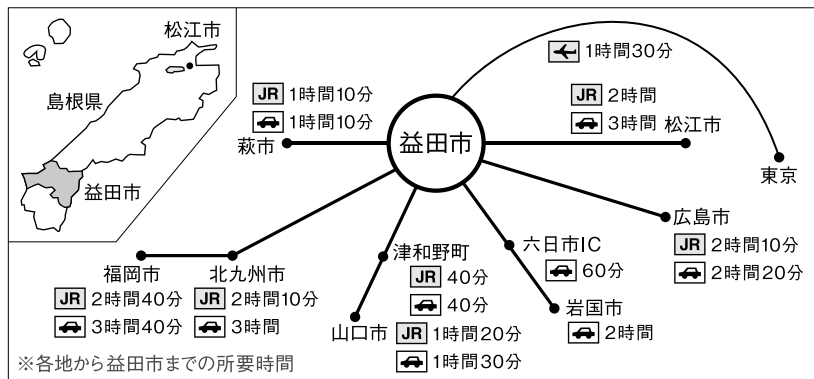 松江市
島根県
益田市
益田市
1時間30分
東京
JR 1時間10分
1時間10分
萩市
JR 2時間
3時間
松江市
広島市
JR 2時間10分
2時間20分
六日市IC
60分
岩国市
2時間
津和野町
JR 40分
40分
山口市
JR 1時間20分
1時間30分
北九州市
JR 2時間10分
3時間
福岡市
JR 2時間40分
3時間40分
※各地から益田市までの所要時間